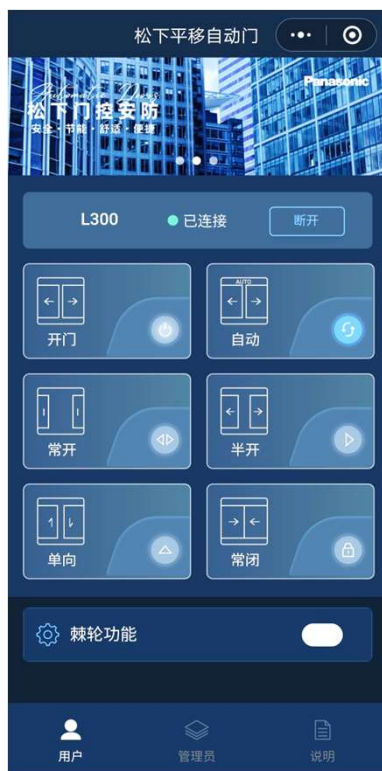 松下平移自动门
Automatic Doors
Panasonic
松下门控安防
安全·节能·舒适·便捷
L300
已连接
断开
开门
AUTO
自动
常开
半开
单向
常闭
棘轮功能
用户
管理员
说明